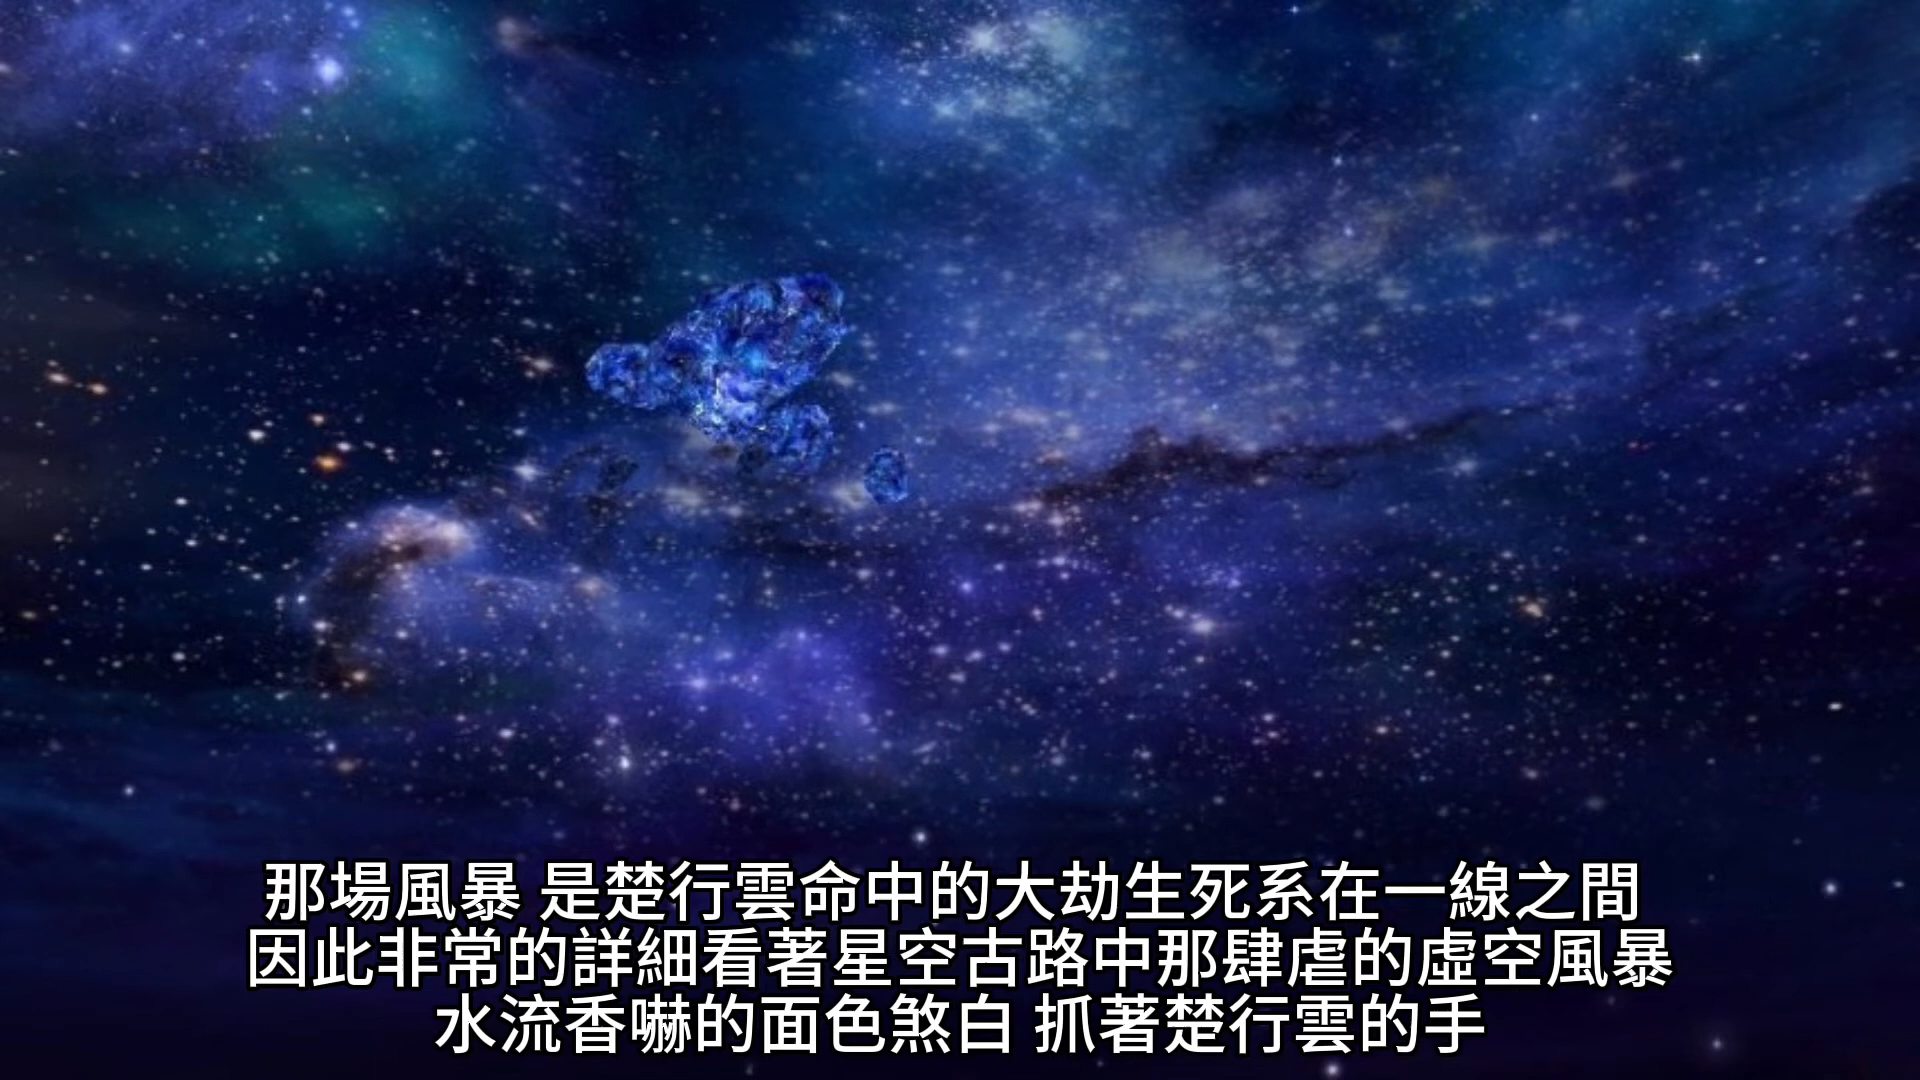 那場風暴 是楚行雲命中的大劫生死系在一線之間
因此非常的詳細看著星空古路中那肆虐的虛空風暴
水流香嚇的面色煞白 抓著楚行雲的手